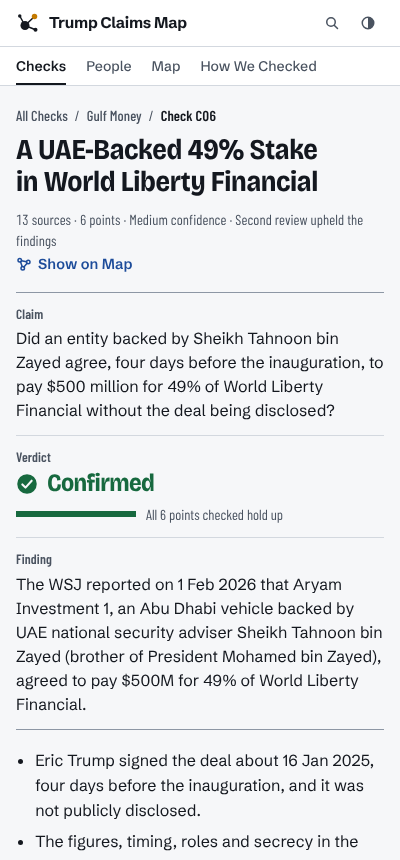 Trump Claims Map
Checks People Map How We Checked
All Checks / Gulf Money / Check C06
A UAE-Backed 49% Stake
in World Liberty Financial
13 sources · 6 points · Medium confidence · Second review upheld the
findings
Show on Map
Claim
Did an entity backed by Sheikh Tahnoon bin
Zayed agree, four days before the inauguration, to
pay $500 million for 49% of World Liberty
Financial without the deal being disclosed?
Verdict
Confirmed
All 6 points checked hold up
Finding
The WSJ reported on 1 Feb 2026 that Aryam
Investment 1, an Abu Dhabi vehicle backed by
UAE national security adviser Sheikh Tahnoon bin
Zayed (brother of President Mohamed bin Zayed),
agreed to pay $500M for 49% of World Liberty
Financial.
• Eric Trump signed the deal about 16 Jan 2025,
four days before the inauguration, and it was
not publicly disclosed.
• The figures, timing, roles and secrecy in the